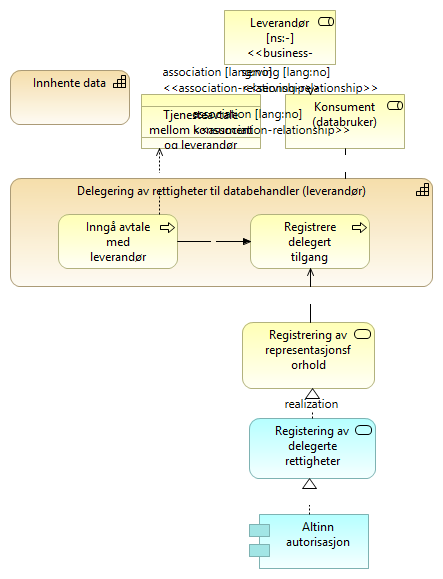 Leverandør
[ns:-]
<<business-
association [lang:no]
serving [lang:no]
<<association-relationship>>
<<serving-relationship>>
Innhente data
Tjenesteavtale
mellom konsument
og leverandør
association [lang:no]
<<association-relationship>>
Konsument
(databruker)
Delegering av rettigheter til databehandler (leverandør)
Inngå avtale
med
leverandør
Registrere
delegert
tilgang
Registrering av
representasjonsf
orhold
realization
Registering av
delegerte
rettigheter
Altinn
autorisasjon